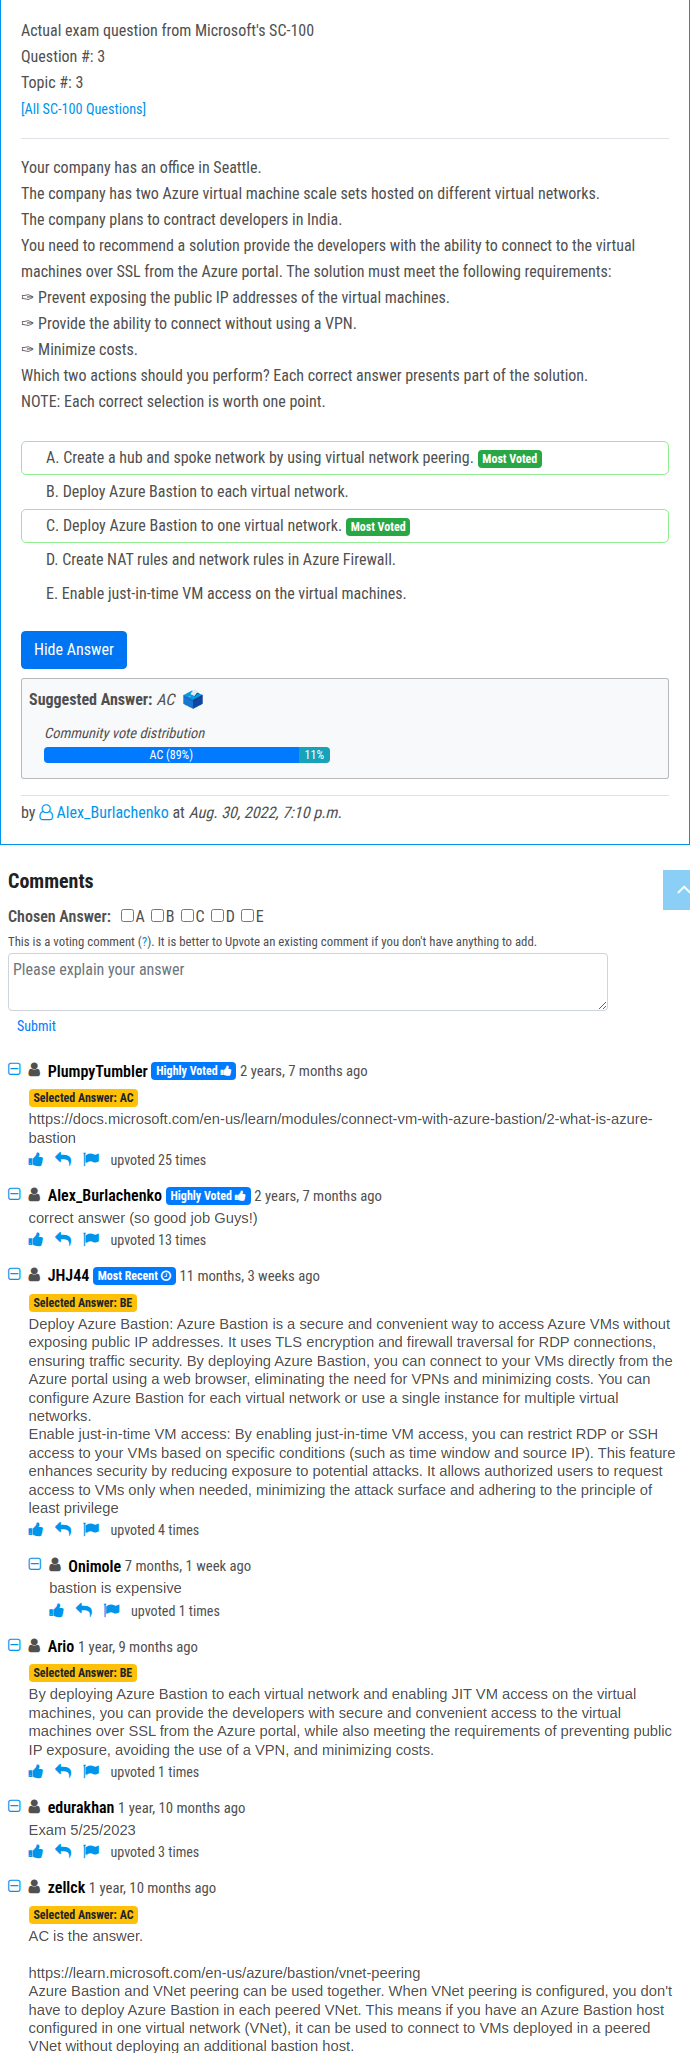 Actual exam question from Microsoft's SC-100
Question #: 3
Topic #: 3
[All SC-100 Questions]
Your company has an office in Seattle.
The company has two Azure virtual machine scale sets hosted on different virtual networks.
The company plans to contract developers in India.
You need to recommend a solution provide the developers with the ability to connect to the virtual
machines over SSL from the Azure portal. The solution must meet the following requirements:
✑ Prevent exposing the public IP addresses of the virtual machines.
✑ Provide the ability to connect without using a VPN.
✑ Minimize costs.
Which two actions should you perform? Each correct answer presents part of the solution.
NOTE: Each correct selection is worth one point.
A. Create a hub and spoke network by using virtual network peering. Most Voted
B. Deploy Azure Bastion to each virtual network.
C. Deploy Azure Bastion to one virtual network. Most Voted
D. Create NAT rules and network rules in Azure Firewall.
E. Enable just-in-time VM access on the virtual machines.
Hide Answer
Suggested Answer: AC
Community vote distribution
AC (89%) 11%
by Alex_Burlachenko at Aug. 30, 2022, 7:10 p.m.
Comments
Chosen Answer: A B C D E
This is a voting comment (?). It is better to Upvote an existing comment if you don't have anything to add.
Please explain your answer
Submit
PlumpyTumbler Highly Voted 2 years, 7 months ago
Selected Answer: AC
https://docs.microsoft.com/en-us/learn/modules/connect-vm-with-azure-bastion/2-what-is-azure-
bastion
upvoted 25 times
Alex_Burlachenko Highly Voted 2 years, 7 months ago
correct answer (so good job Guys!)
upvoted 13 times
JHJ44 Most Recent 11 months, 3 weeks ago
Selected Answer: BE
Deploy Azure Bastion: Azure Bastion is a secure and convenient way to access Azure VMs without
exposing public IP addresses. It uses TLS encryption and firewall traversal for RDP connections,
ensuring traffic security. By deploying Azure Bastion, you can connect to your VMs directly from the
Azure portal using a web browser, eliminating the need for VPNs and minimizing costs. You can
configure Azure Bastion for each virtual network or use a single instance for multiple virtual
networks.
Enable just-in-time VM access: By enabling just-in-time VM access, you can restrict RDP or SSH
access to your VMs based on specific conditions (such as time window and source IP). This feature
enhances security by reducing exposure to potential attacks. It allows authorized users to request
access to VMs only when needed, minimizing the attack surface and adhering to the principle of
least privilege
upvoted 4 times
Onimole 7 months, 1 week ago
bastion is expensive
upvoted 1 times
Ario 1 year, 9 months ago
Selected Answer: BE
By deploying Azure Bastion to each virtual network and enabling JIT VM access on the virtual
machines, you can provide the developers with secure and convenient access to the virtual
machines over SSL from the Azure portal, while also meeting the requirements of preventing public
IP exposure, avoiding the use of a VPN, and minimizing costs.
upvoted 1 times
edurakhan 1 year, 10 months ago
Exam 5/25/2023
upvoted 3 times
zellck 1 year, 10 months ago
Selected Answer: AC
AC is the answer.
https://learn.microsoft.com/en-us/azure/bastion/vnet-peering
Azure Bastion and VNet peering can be used together. When VNet peering is configured, you don't
have to deploy Azure Bastion in each peered VNet. This means if you have an Azure Bastion host
configured in one virtual network (VNet), it can be used to connect to VMs deployed in a peered
VNet without deploying an additional bastion host.